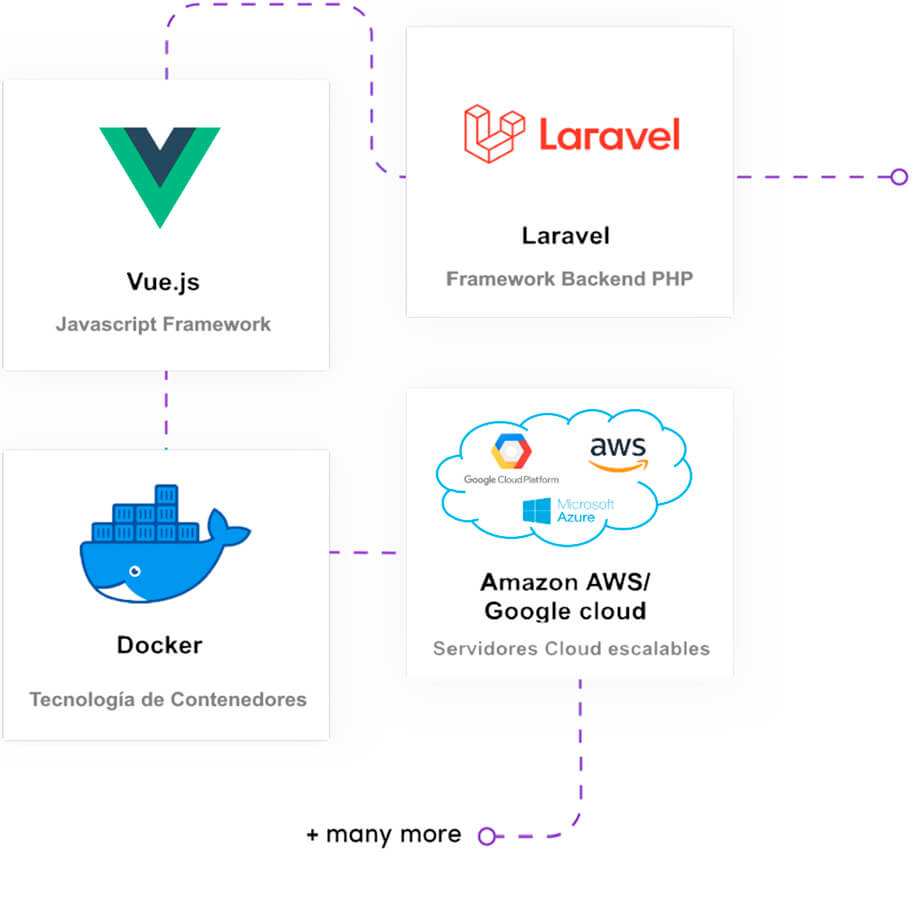 Laravel
Laravel
Framework Backend PHP
Vue.js
Javascript Framework
Google Cloud Platform
aws
Microsoft
Azure
Amazon AWS/
Google cloud
Servidores Cloud escalables
Docker
Tecnología de Contenedores
+ many more